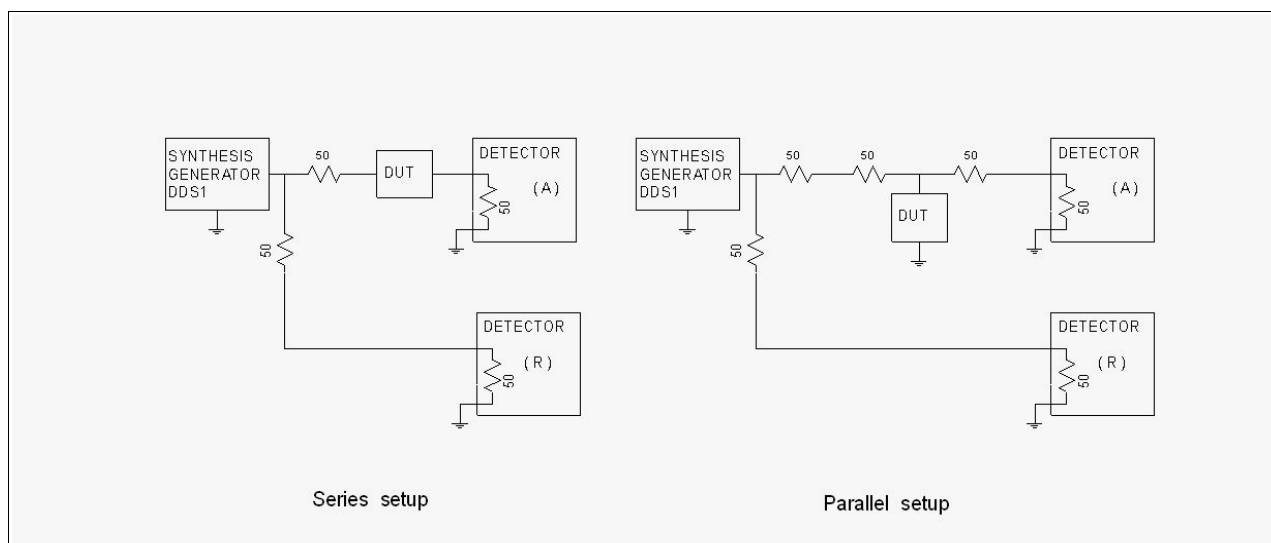 SYNTHESIS
GENERATOR
DDS1
50
DUT
DETECTOR
(A)
50
50
DETECTOR
(R)
50
Series setup
SYNTHESIS
GENERATOR
DDS1
50
50
50
DUT
DETECTOR
(A)
50
50
DETECTOR
(R)
50
Parallel setup